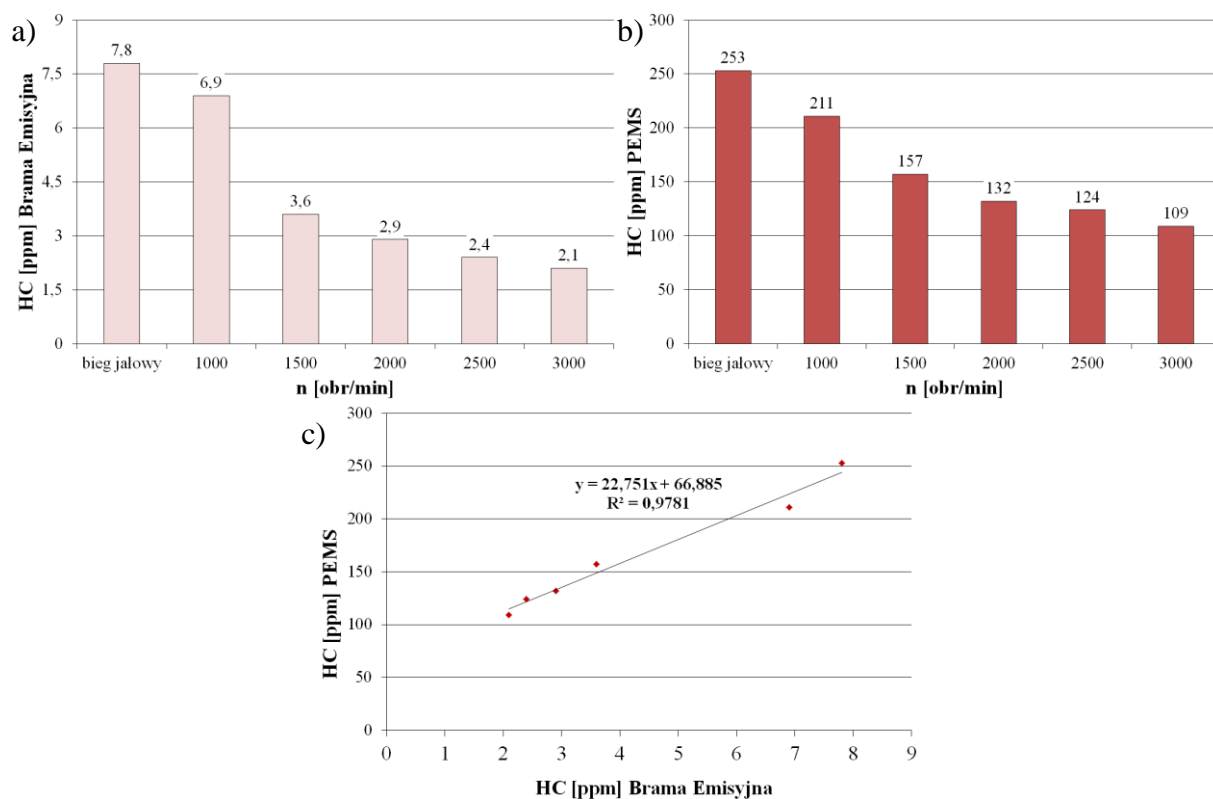 a)
HC [ppm] Brama Emisyjna
9
7,5
6
4,5
3
1,5
0
7,8
6,9
3,6
2,9
2,4
2,1
bieg jałowy 1000 1500 2000 2500 3000
n [obr/min]
b)
HC [ppm] PEMS
300
250
200
150
100
50
0
253
211
157
132
124
109
bieg jałowy 1000 1500 2000 2500 3000
n [obr/min]
c)
HC [ppm] PEMS
300
250
200
150
100
50
0
y = 22,751x + 66,885
R² = 0,9781
0 1 2 3 4 5 6 7 8 9
HC [ppm] Brama Emisyjna